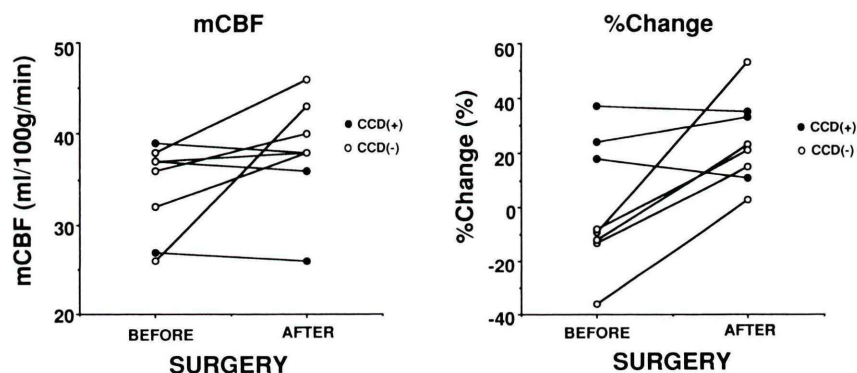 mCBF
50
40
30
20
mCBF (ml/100g/min)
BEFORE
AFTER
SURGERY
CCD(+)
CCD(-)
%Change
60
40
20
0
-20
-40
%Change (%)
BEFORE
AFTER
SURGERY
CCD(+)
CCD(-)